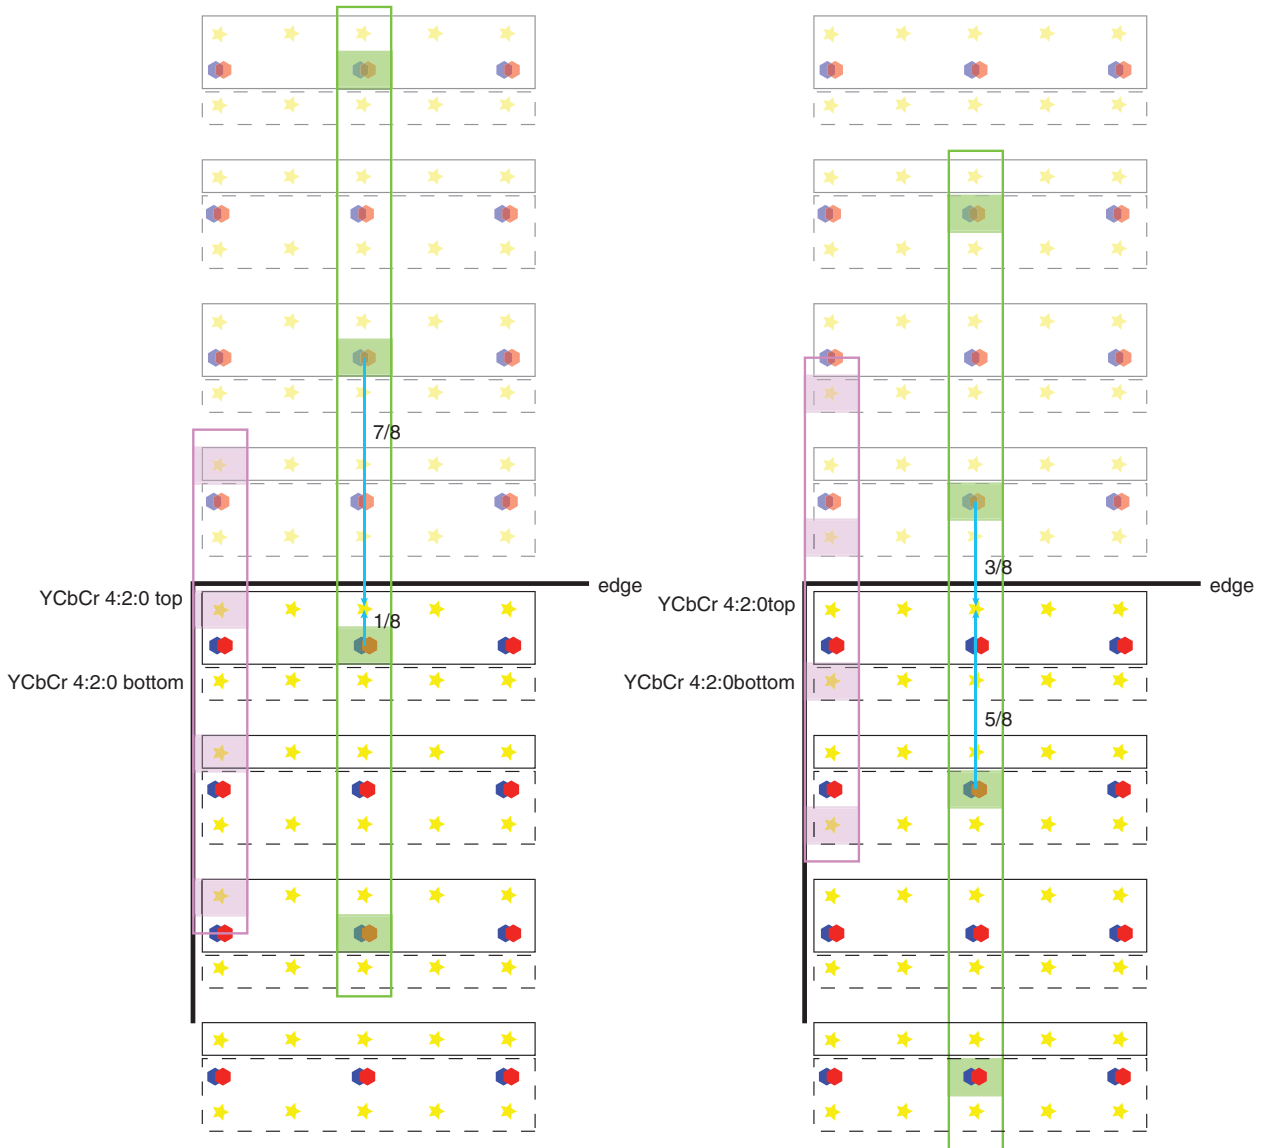 7/8
edge
YCbCr 4:2:0 top
1/8
YCbCr 4:2:0 bottom
3/8
edge
YCbCr 4:2:0top
YCbCr 4:2:0bottom
5/8